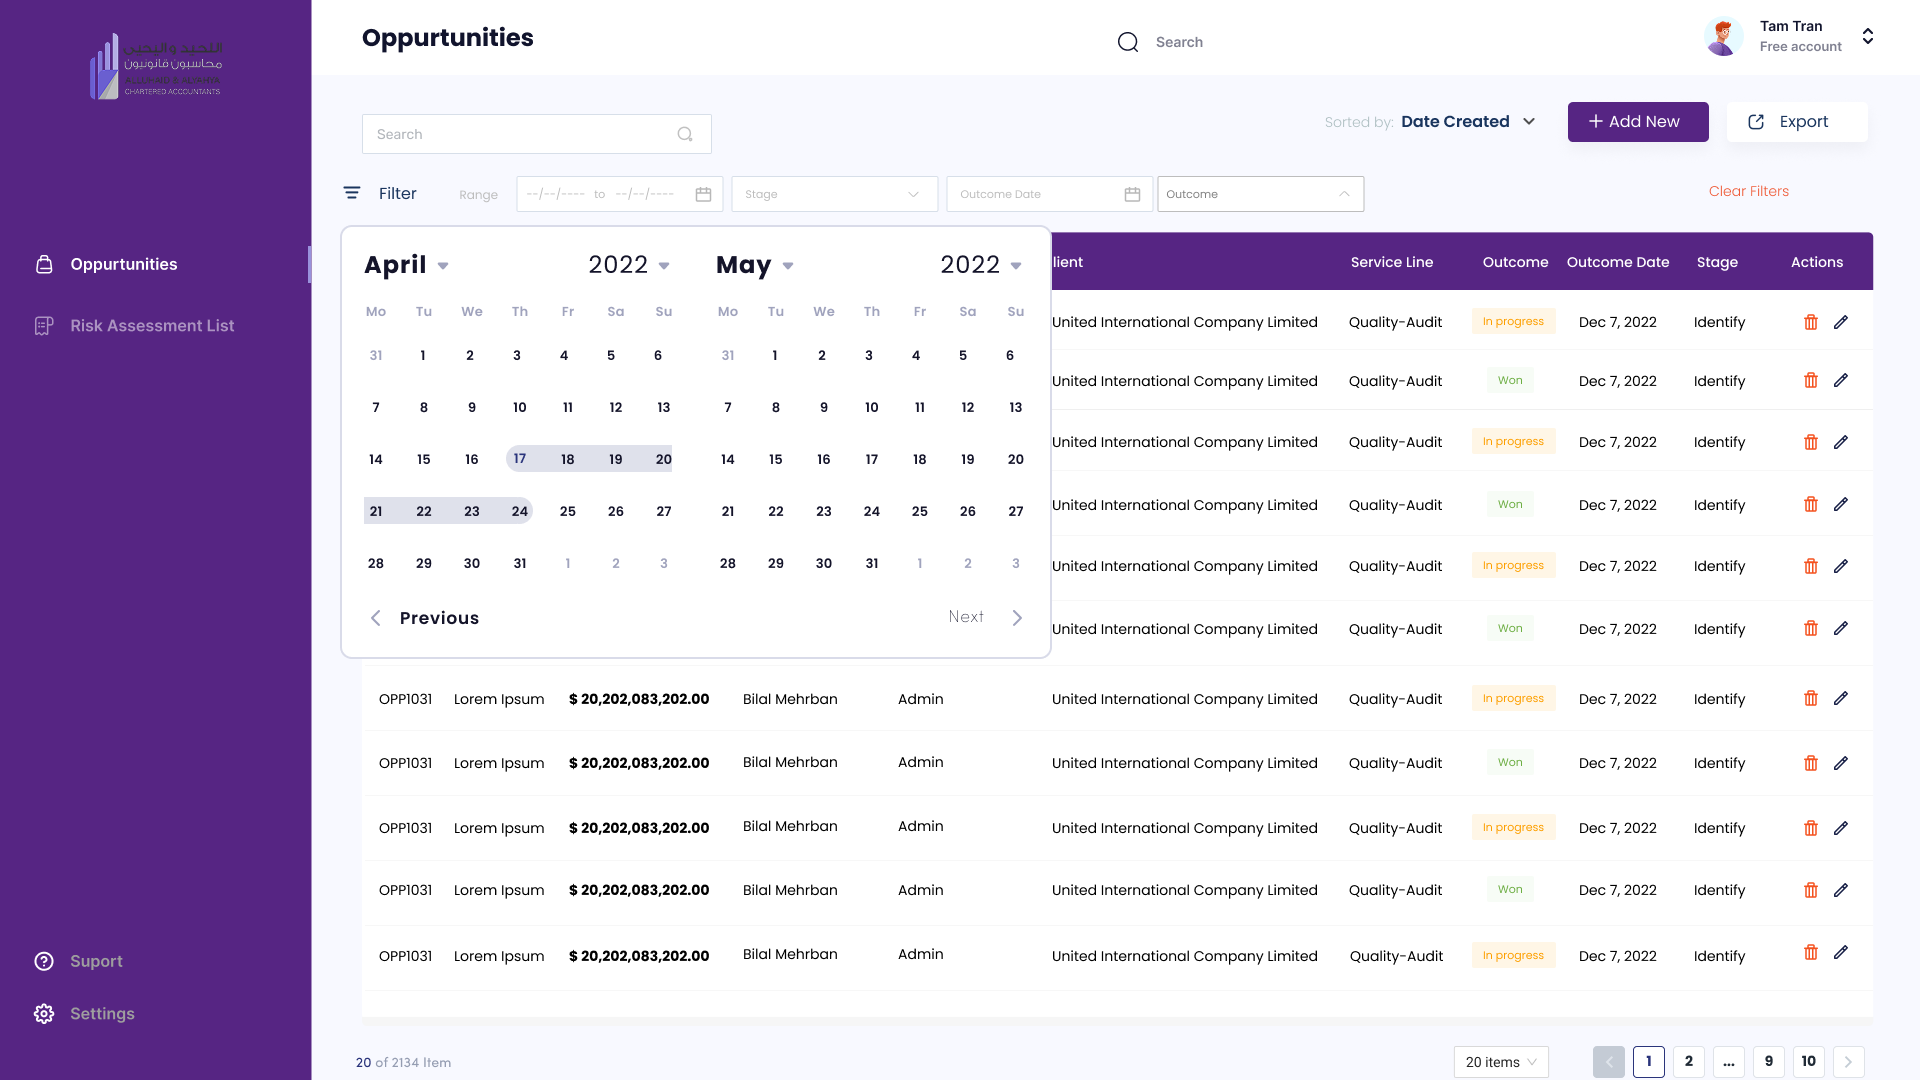 محاسبون قانونيون
CHARTERED ACCOUNTANTS
Oppurtunities
Search
Tam Tran
Free account
Search
Sorted by: Date Created
+ Add New
Export
Filter
Range
--/--/---- to --/--/----
Stage
Outcome Date
Outcome
Clear Filters
Oppurtunities
Risk Assessment List
Suport
Settings
April 2022 May 2022
Mo Tu We Th Fr Sa Su Mo Tu We Th Fr Sa Su
31 1 2 3 4 5 6 31 1 2 3 4 5 6
7 8 9 10 11 12 13 7 8 9 10 11 12 13
14 15 16 17 18 19 20 14 15 16 17 18 19 20
21 22 23 24 25 26 27 21 22 23 24 25 26 27
28 29 30 31 1 2 3 28 29 30 31 1 2 3
Previous Next
lient Service Line Outcome Outcome Date Stage Actions
United International Company Limited Quality-Audit In progress Dec 7, 2022 Identify
United International Company Limited Quality-Audit Won Dec 7, 2022 Identify
United International Company Limited Quality-Audit In progress Dec 7, 2022 Identify
United International Company Limited Quality-Audit Won Dec 7, 2022 Identify
United International Company Limited Quality-Audit In progress Dec 7, 2022 Identify
United International Company Limited Quality-Audit Won Dec 7, 2022 Identify
OPP1031 Lorem Ipsum $ 20,202,083,202.00 Bilal Mehrban Admin United International Company Limited Quality-Audit In progress Dec 7, 2022 Identify
OPP1031 Lorem Ipsum $ 20,202,083,202.00 Bilal Mehrban Admin United International Company Limited Quality-Audit Won Dec 7, 2022 Identify
OPP1031 Lorem Ipsum $ 20,202,083,202.00 Bilal Mehrban Admin United International Company Limited Quality-Audit In progress Dec 7, 2022 Identify
OPP1031 Lorem Ipsum $ 20,202,083,202.00 Bilal Mehrban Admin United International Company Limited Quality-Audit Won Dec 7, 2022 Identify
OPP1031 Lorem Ipsum $ 20,202,083,202.00 Bilal Mehrban Admin United International Company Limited Quality-Audit In progress Dec 7, 2022 Identify
20 of 2134 Item
20 items
< 1 2 ... 9 10 >